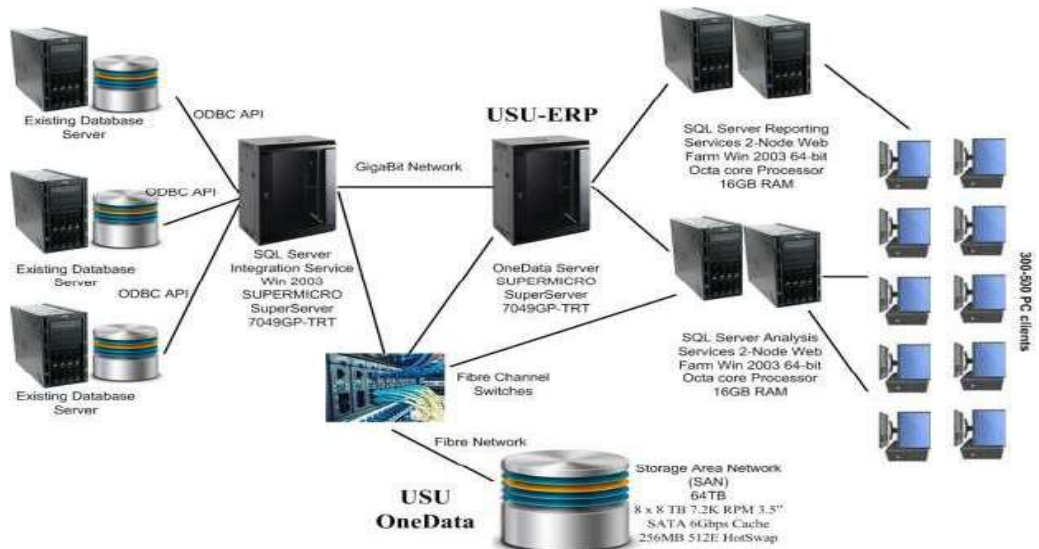 Existing Database
Server
ODBC API
Existing Database
Server
ODBC API
Existing Database
Server
ODBC API
SQL Server
Integration Service
Win 2003
SUPERMICRO
SuperServer
7049GP-TRT
GigaBit Network
USU-ERP
OneData Server
SUPERMICRO
SuperServer
7049GP-TRT
SQL Server Reporting
Services 2-Node Web
Farm Win 2003 64-bit
Octa core Processor
16GB RAM
SQL Server Analysis
Services 2-Node Web
Farm Win 2003 64-bit
Octa core Processor
16GB RAM
300-500 PC clients
Fibre Channel
Switches
Fibre Network
USU
OneData
Storage Area Network
(SAN)
64TB
8 x 8 TB 7.2K RPM 3.5”
SATA 6Gbps Cache
256MB 512E HotSwap